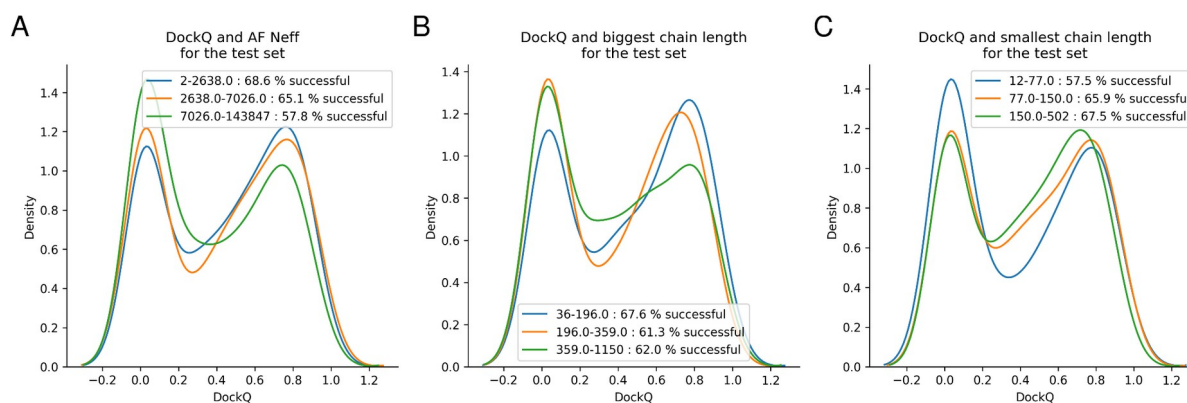 A
DockQ and AF Neff
for the test set
2-2638.0 : 68.6 % successful
2638.0-7026.0 : 65.1 % successful
7026.0-143847 : 57.8 % successful
Density
1.4
1.2
1.0
0.8
0.6
0.4
0.2
0.0
−0.2 0.0 0.2 0.4 0.6 0.8 1.0 1.2
DockQ
B
DockQ and biggest chain length
for the test set
Density
1.4
1.2
1.0
0.8
0.6
0.4
0.2
0.0
36-196.0 : 67.6 % successful
196.0-359.0 : 61.3 % successful
359.0-1150 : 62.0 % successful
−0.2 0.0 0.2 0.4 0.6 0.8 1.0 1.2
DockQ
C
DockQ and smallest chain length
for the test set
12-77.0 : 57.5 % successful
77.0-150.0 : 65.9 % successful
150.0-502 : 67.5 % successful
Density
1.4
1.2
1.0
0.8
0.6
0.4
0.2
0.0
−0.2 0.0 0.2 0.4 0.6 0.8 1.0 1.2
DockQ